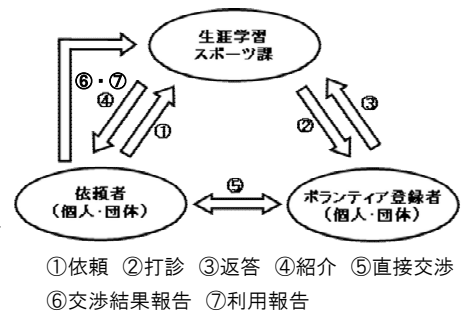 生涯学習
スポーツ課
⑥・⑦
④
①
②
③
依頼者
(個人・団体)
⑤
ボランティア登録者
(個人・団体)
①依頼 ②打診 ③返答 ④紹介 ⑤直接交渉
⑥交渉結果報告 ⑦利用報告